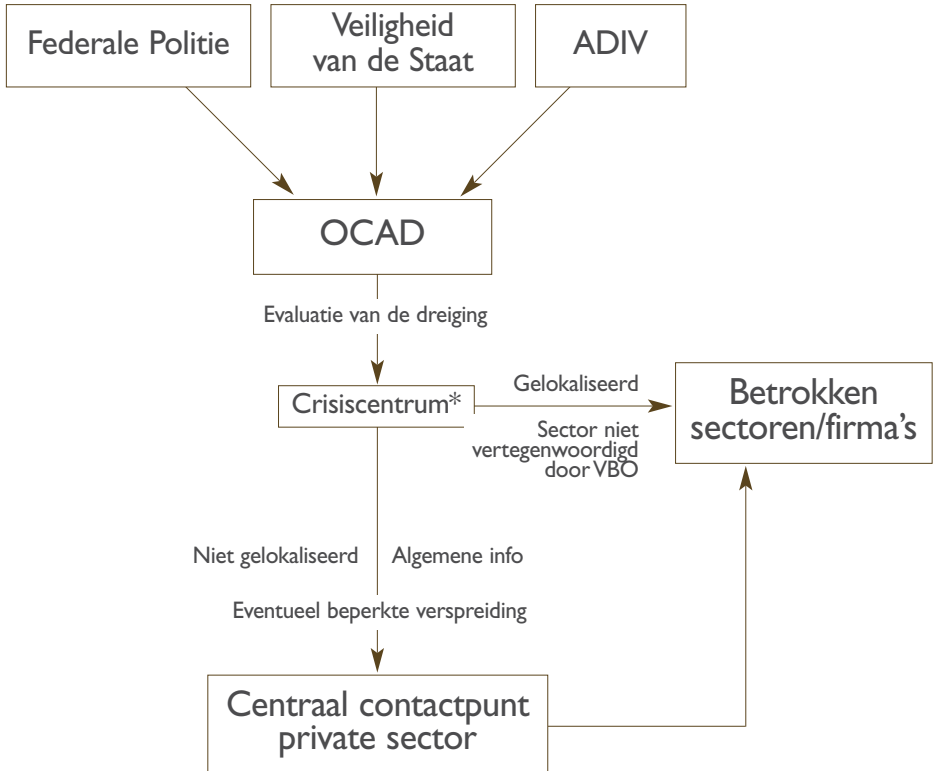 Federale Politie
Veiligheid
van de Staat
ADIV
OCAD
Evaluatie van de dreiging
Crisiscentrum*
Gelokaliseerd
Sector niet
vertegenwoordigd
door VBO
Betrokken
sectoren/firma's
Niet gelokaliseerd
Algemene info
Eventueel beperkte verspreiding
Centraal contactpunt
private sector